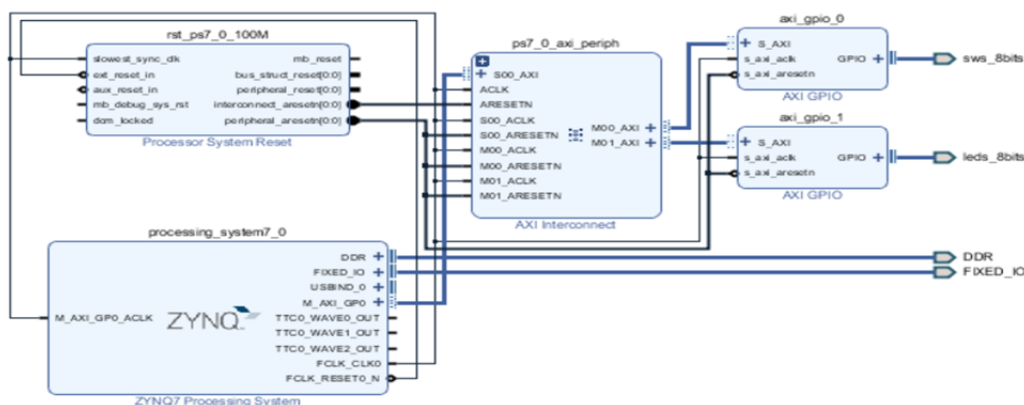 rst_ps7_0_100M
slowest_sync_clk
ext_reset_in
aux_reset_in
mb_debug_sys_rst
dcm_locked
mb_reset
bus_struct_reset[0:0]
peripheral_reset[0:0]
interconnect_aresetn[0:0]
peripheral_aresetn[0:0]
Processor System Reset
ps7_0_axi_periph
S00_AXI
ACLK
ARESETN
S00_ACLK
S00_ARESETN
M00_ACLK
M00_ARESETN
M01_ACLK
M01_ARESETN
M00_AXI
M01_AXI
AXI Interconnect
axi_gpio_0
S_AXI
s_axi_aclk
s_axi_aresetn
GPIO
AXI GPIO
sws_8bits
axi_gpio_1
S_AXI
s_axi_aclk
s_axi_aresetn
GPIO
AXI GPIO
leds_8bits
processing_system7_0
M_AXI_GP0_ACLK
ZYNQ
DDR
FIXED_IO
USBIND_0
M_AXI_GP0
TTC0_WAVE0_OUT
TTC0_WAVE1_OUT
TTC0_WAVE2_OUT
FCLK_CLK0
FCLK_RESET0_N
ZYNQ7 Processing System
DDR
FIXED_IO